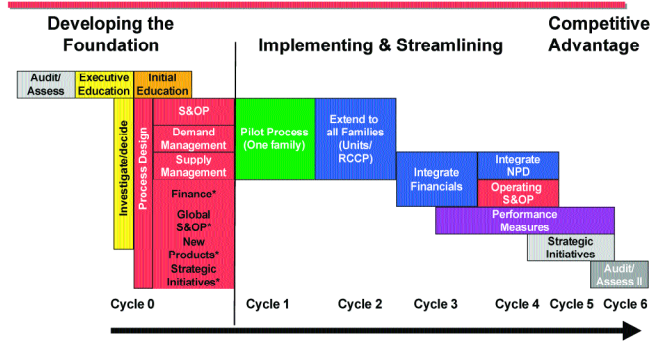 Developing the
Foundation
Implementing & Streamlining
Competitive
Advantage
Audit/
Assess
Executive
Education
Initial
Education
Investigate/decide
Process Design
S&OP
Demand
Management
Supply
Management
Finance*
Global
S&OP*
New
Products*
Strategic
Initiatives*
Pilot Process
(One family)
Extend to
all Families
(Units/
RCCP)
Integrate
Financials
Integrate
NPD
Operating
S&OP
Performance
Measures
Strategic
Initiatives
Audit/
Assess II
Cycle 0
Cycle 1
Cycle 2
Cycle 3
Cycle 4
Cycle 5
Cycle 6